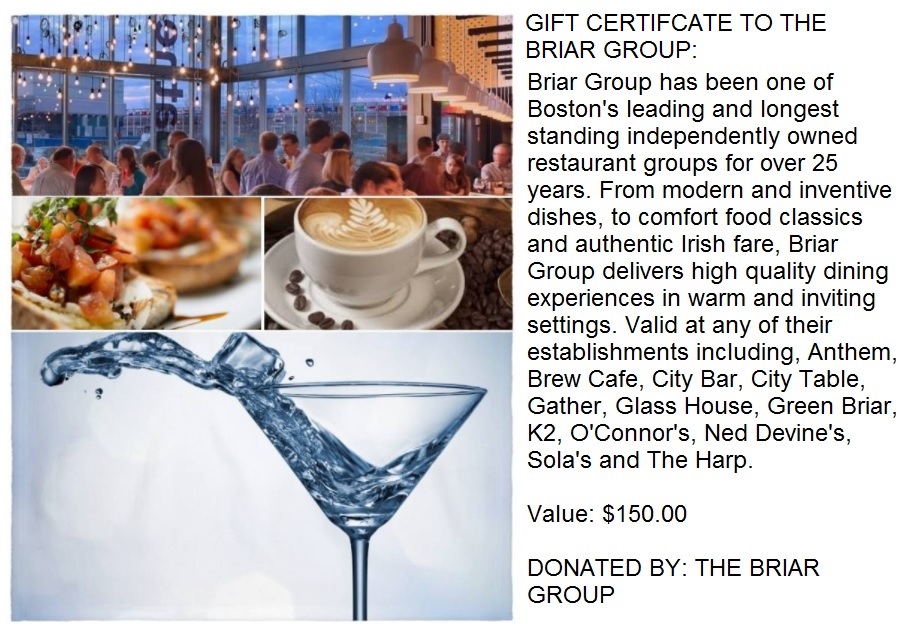 GIFT CERTIFCATE TO THE
BRIAR GROUP:
Briar Group has been one of
Boston's leading and longest
standing independently owned
restaurant groups for over 25
years. From modern and inventive
dishes, to comfort food classics
and authentic Irish fare, Briar
Group delivers high quality dining
experiences in warm and inviting
settings. Valid at any of their
establishments including, Anthem,
Brew Cafe, City Bar, City Table,
Gather, Glass House, Green Briar,
K2, O'Connor's, Ned Devine's,
Sola's and The Harp.
Value: $150.00
DONATED BY: THE BRIAR
GROUP